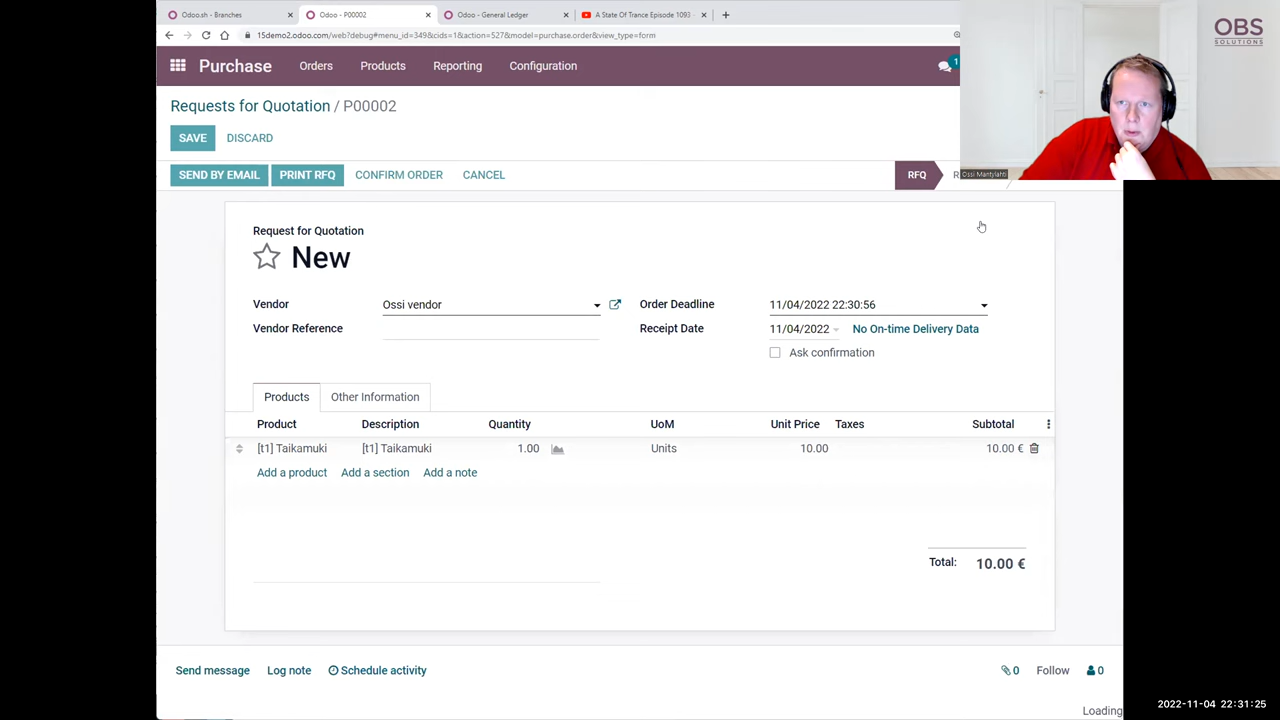 Odoo.sh - Branches
Odoo - P00002
Odoo - General Ledger
A State Of Trance Episode 1093
15demo2.odoo.com/web?debug#menu_id=349&cids=1&action=527&model=purchase.order&view_type=form
OBS
SOLUTIONS
Purchase
Orders
Products
Reporting
Configuration
1
Requests for Quotation / P00002
SAVE
DISCARD
SEND BY EMAIL
PRINT RFQ
CONFIRM ORDER
CANCEL
RFQ
Ossi Mantylahti
Request for Quotation
New
Vendor
Ossi vendor
Order Deadline
11/04/2022 22:30:56
Vendor Reference
Receipt Date
11/04/2022
No On-time Delivery Data
Ask confirmation
Products
Other Information
Product
Description
Quantity
UoM
Unit Price
Taxes
Subtotal
[t1] Taikamuki
[t1] Taikamuki
1.00
Units
10.00
10.00 €
Add a product
Add a section
Add a note
Total:
10.00 €
Send message
Log note
Schedule activity
0
Follow
0
Loading
2022-11-04 22:31:25